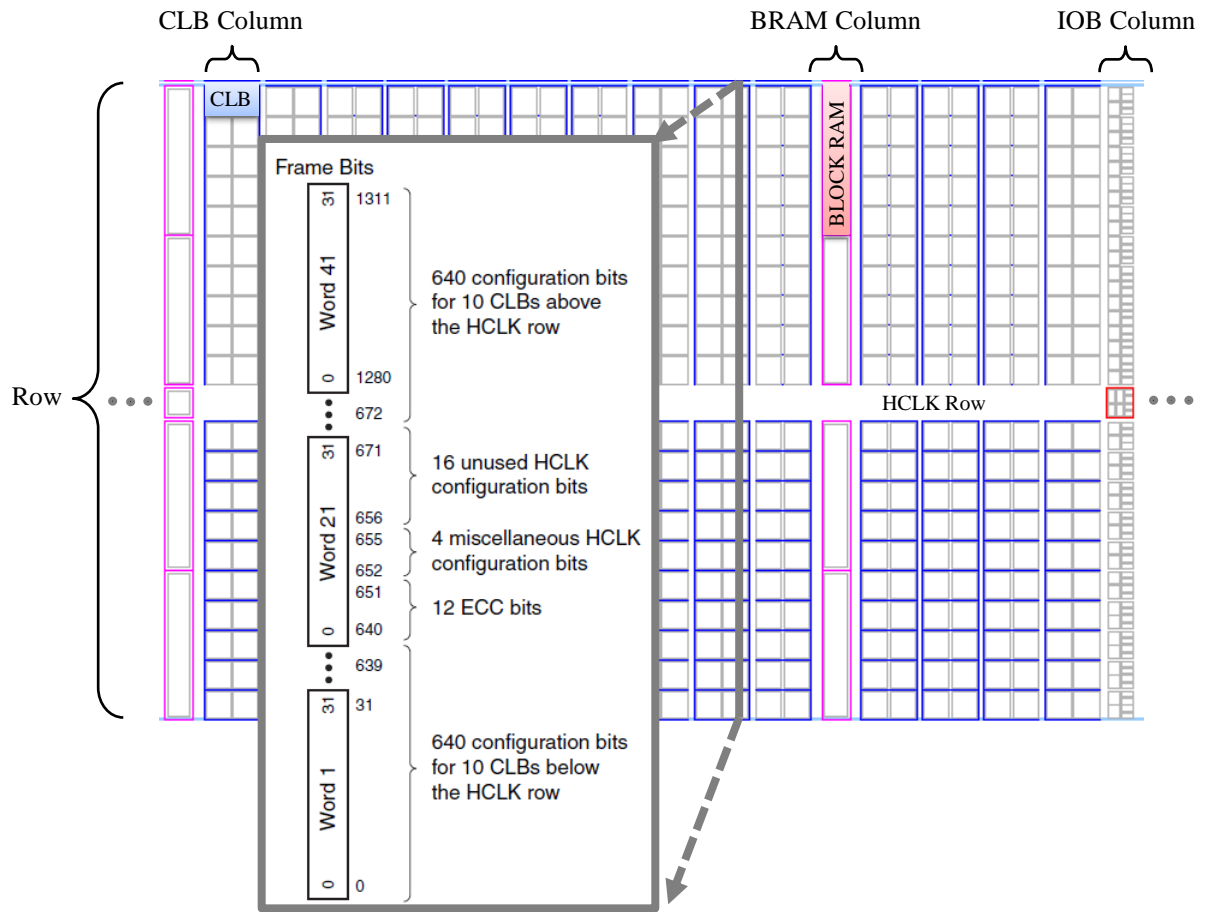 CLB Column
BRAM Column
IOB Column
CLB
BLOCK RAM
Frame Bits
31
1311
Word 41
640 configuration bits
for 10 CLBs above
the HCLK row
0
1280
672
Row
HCLK Row
31
671
Word 21
16 unused HCLK
configuration bits
656
655
4 miscellaneous HCLK
configuration bits
652
651
12 ECC bits
0
640
639
31
31
Word 1
640 configuration bits
for 10 CLBs below
the HCLK row
0
0